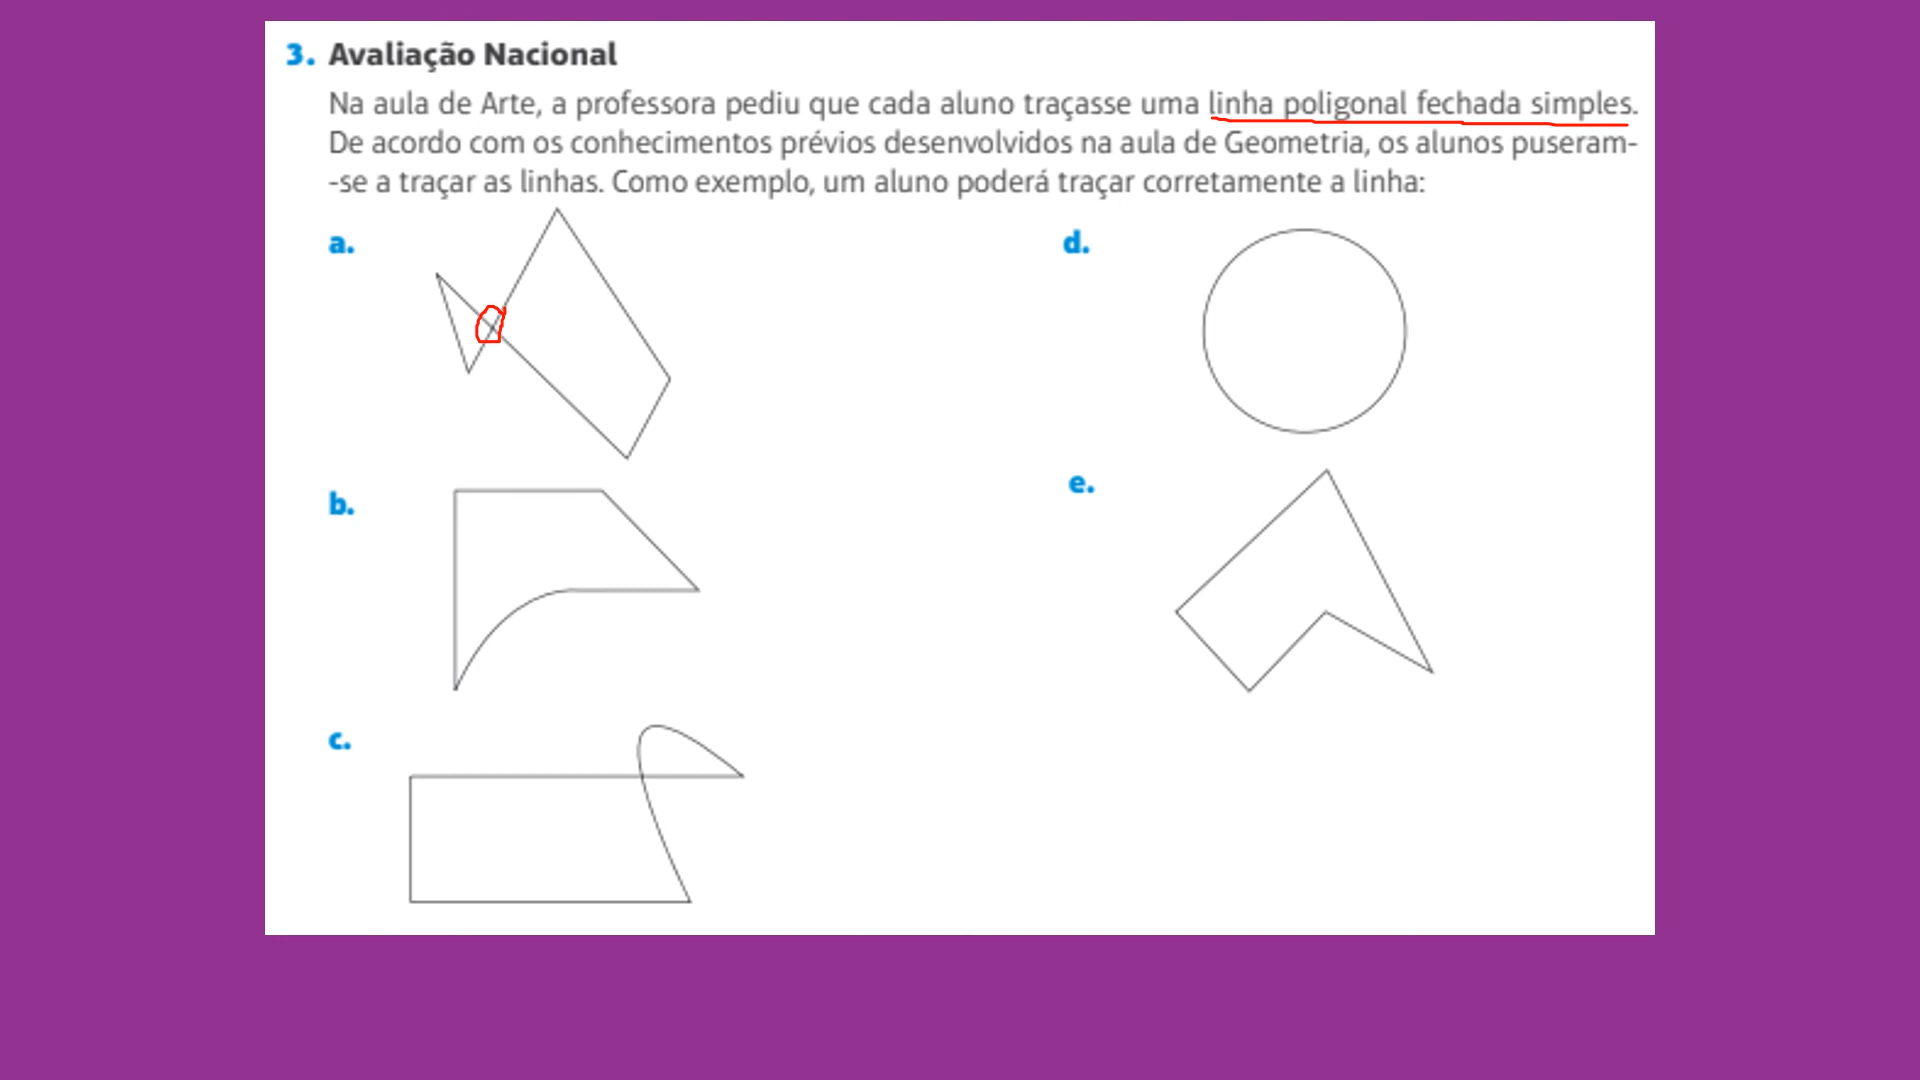 3. Avaliação Nacional
Na aula de Arte, a professora pediu que cada aluno traçasse uma linha poligonal fechada simples.
De acordo com os conhecimentos prévios desenvolvidos na aula de Geometria, os alunos puseram-
-se a traçar as linhas. Como exemplo, um aluno poderá traçar corretamente a linha:
a.
b.
c.
d.
e.